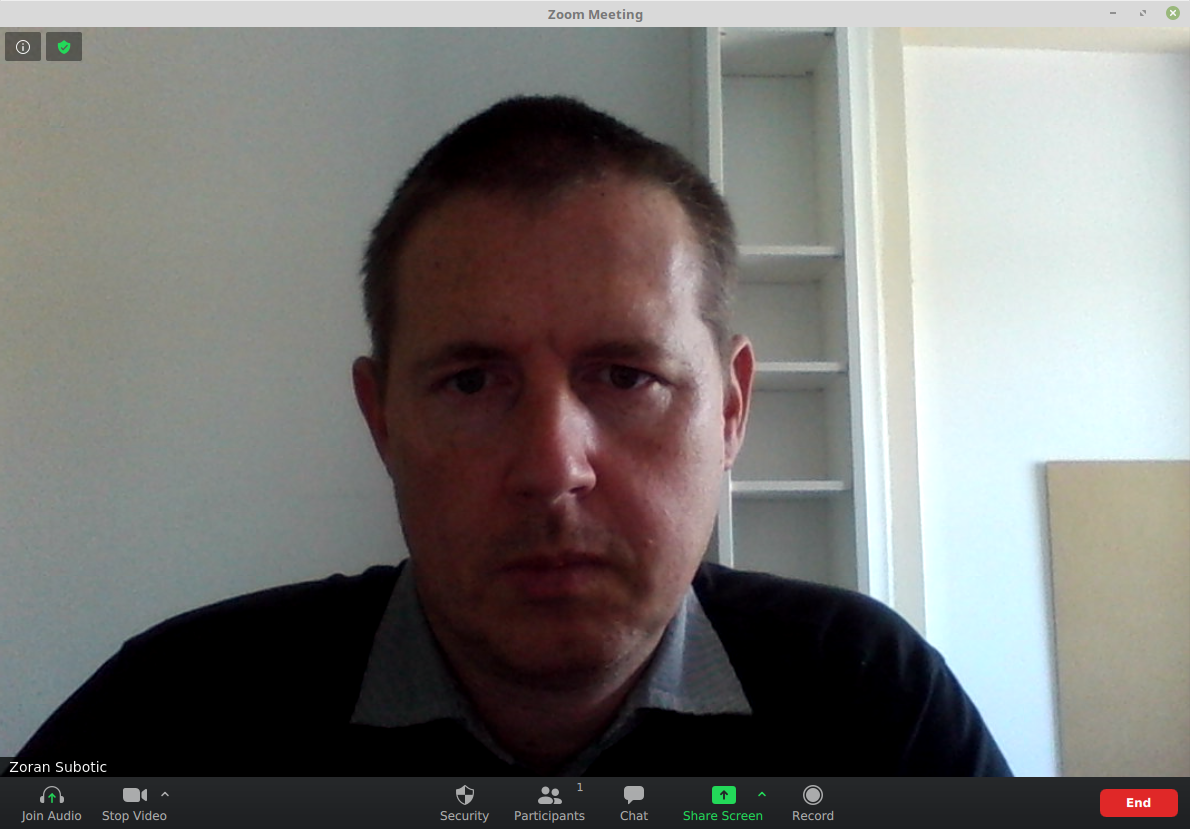 Zoom Meeting
Zoran Subotic
1
Join Audio Stop Video Security Participants Chat Share Screen Record End